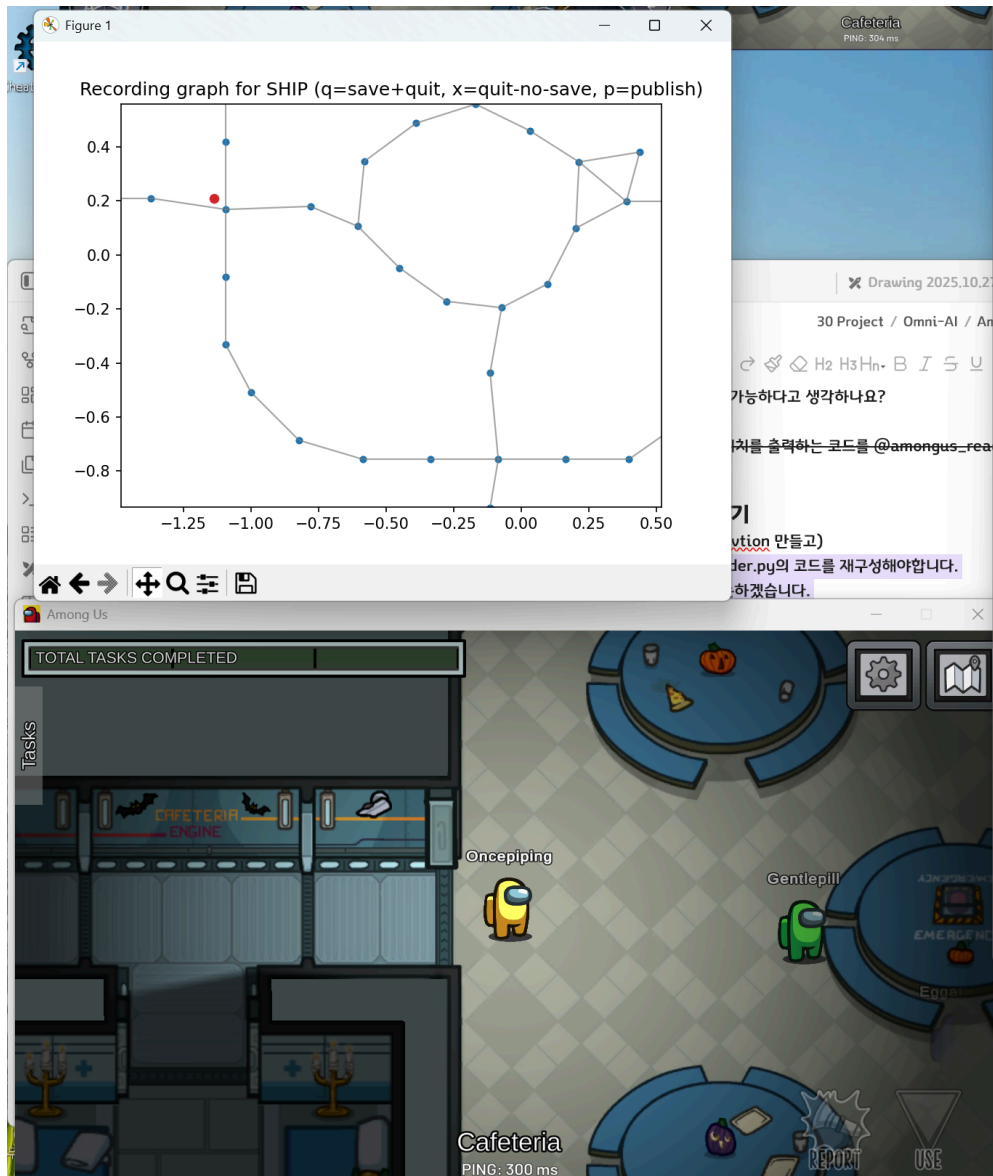 Figure 1
Cafeteria
PING: 304 ms
Recording graph for SHIP (q=save+quit, x=quit-no-save, p=publish)
0.4
0.2
0.0
−0.2
−0.4
−0.6
−0.8
−1.25 −1.00 −0.75 −0.50 −0.25 0.00 0.25 0.50
Drawing 2025.10.27
30 Project / Omni-AI / Am
H2 H3 Hn B I S U
가능하다고 생각하나요?
치를 출력하는 코드를 @amongus_rea
기
vtion 만들고)
der.py의 코드를 재구성해야합니다.
하겠습니다.
Among Us
TOTAL TASKS COMPLETED
Tasks
CAFETERIA
ENGINE
Oncepiping
Gentlepill
EMERGENCY
EMERGENC
Eggar
Cafeteria
PING: 300 ms
REPORT
USE